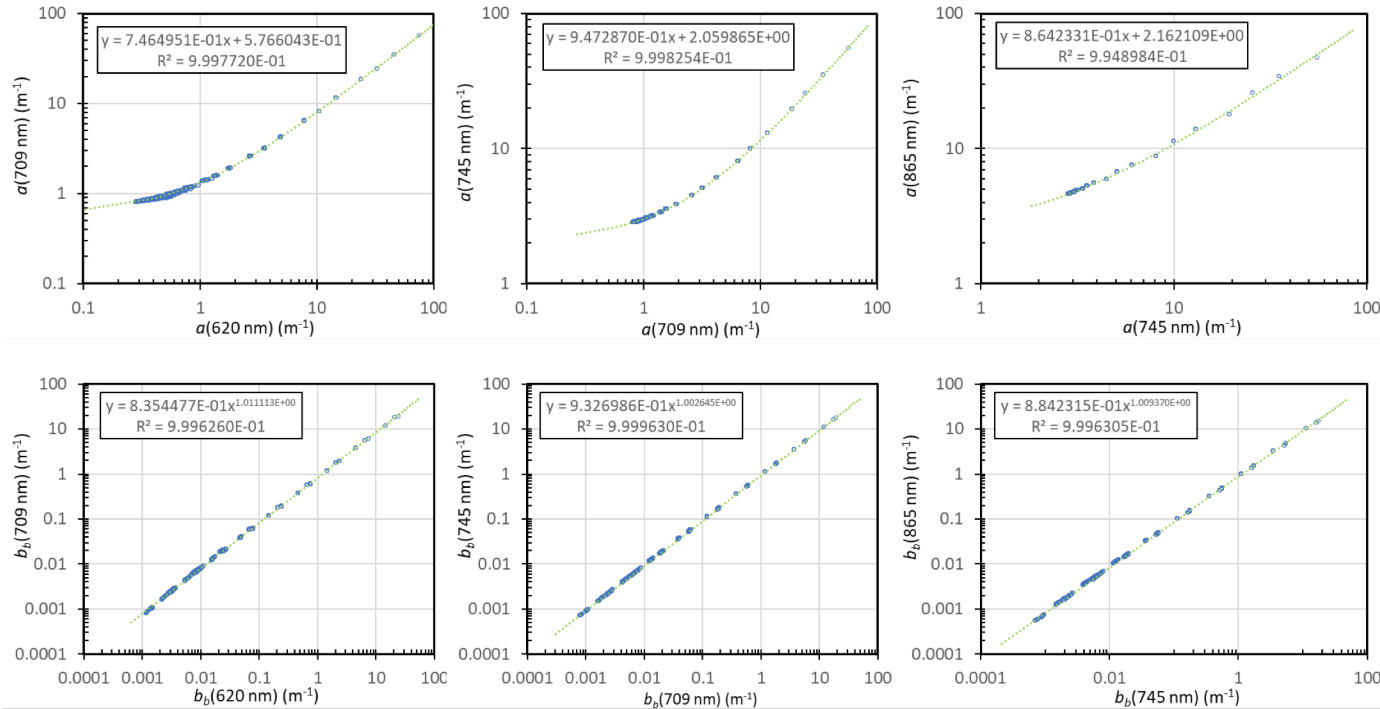 y = 7.464951E-01x + 5.766043E-01
R² = 9.997720E-01
100
10
1
0.1
0.1 1 10 100
a(709 nm) (m⁻¹)
a(620 nm) (m⁻¹)
y = 9.472870E-01x + 2.059865E+00
R² = 9.998254E-01
100
10
1
0.1 1 10 100
a(745 nm) (m⁻¹)
a(709 nm) (m⁻¹)
y = 8.642331E-01x + 2.162109E+00
R² = 9.948984E-01
100
10
1
1 10 100
a(865 nm) (m⁻¹)
a(745 nm) (m⁻¹)
y = 8.354477E-01x^1.011113E+00
R² = 9.996260E-01
100
10
1
0.1
0.01
0.001
0.0001
0.0001 0.001 0.01 0.1 1 10 100
b_b(709 nm) (m⁻¹)
b_b(620 nm) (m⁻¹)
y = 9.326986E-01x^1.002645E+00
R² = 9.999630E-01
100
10
1
0.1
0.01
0.001
0.0001
0.0001 0.001 0.01 0.1 1 10 100
b_b(745 nm) (m⁻¹)
b_b(709 nm) (m⁻¹)
y = 8.842315E-01x^1.009370E+00
R² = 9.996305E-01
100
10
1
0.1
0.01
0.001
0.0001
0.0001 0.001 0.01 0.1 1 10 100
b_b(865 nm) (m⁻¹)
b_b(745 nm) (m⁻¹)